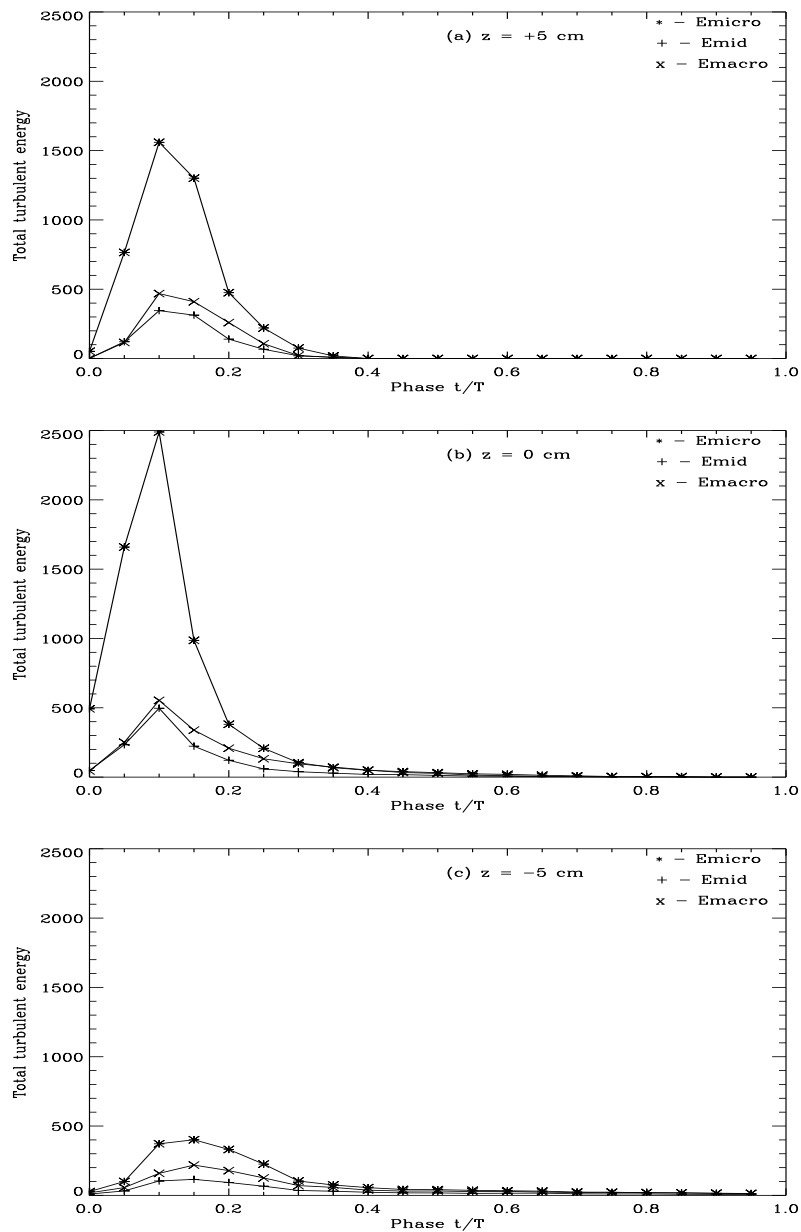 2500
(a) z = +5 cm
* − Emicro
+ − Emid
x − Emacro
2000
1500
1000
500
0
Total turbulent energy
0.0 0.2 0.4 0.6 0.8 1.0
Phase t/T
2500
(b) z = 0 cm
* − Emicro
+ − Emid
x − Emacro
2000
1500
1000
500
0
Total turbulent energy
0.0 0.2 0.4 0.6 0.8 1.0
Phase t/T
2500
(c) z = −5 cm
* − Emicro
+ − Emid
x − Emacro
2000
1500
1000
500
0
Total turbulent energy
0.0 0.2 0.4 0.6 0.8 1.0
Phase t/T